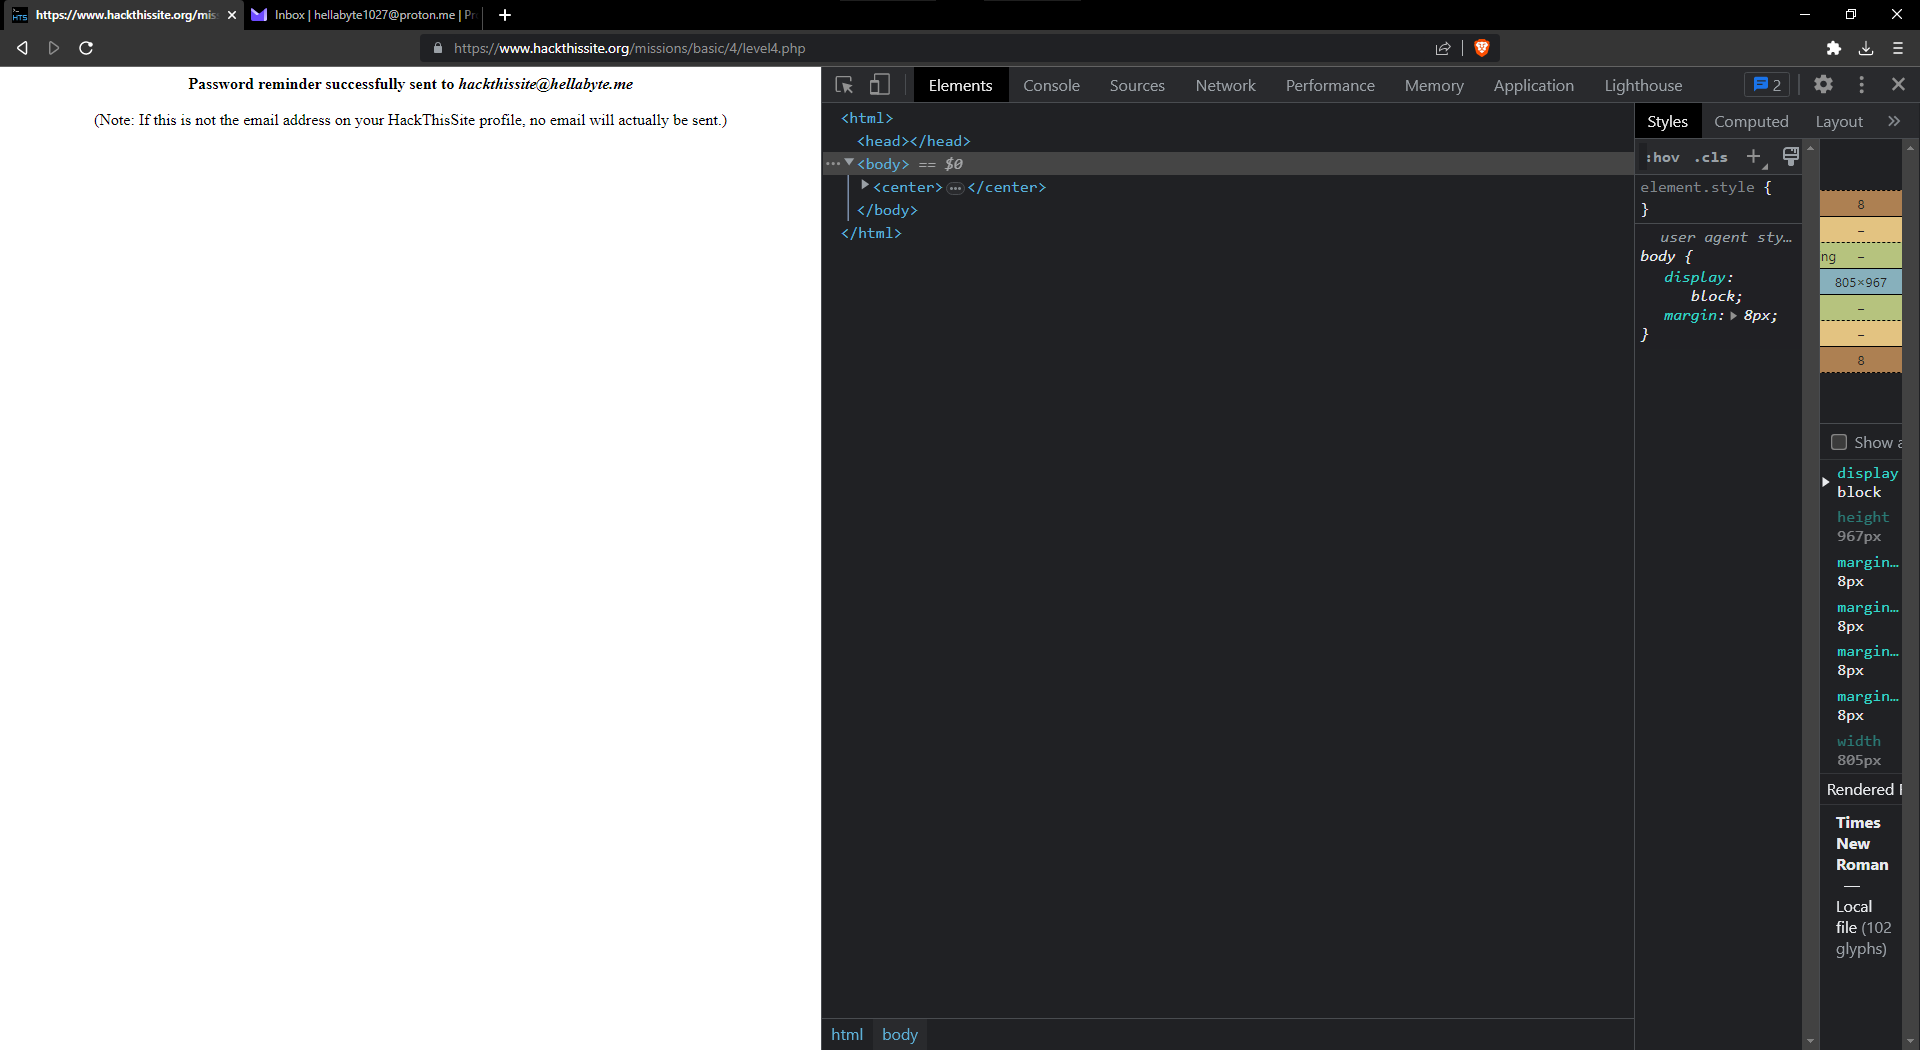 https://www.hackthissite.org/mis
Inbox | hellabyte1027@proton.me | Pr
https://www.hackthissite.org/missions/basic/4/level4.php
Password reminder successfully sent to hackthissite@hellabyte.me
(Note: If this is not the email address on your HackThisSite profile, no email will actually be sent.)
Elements Console Sources Network Performance Memory Application Lighthouse 2
<html>
<head></head>
<body> == $0
<center> … </center>
</body>
</html>
html body
Styles Computed Layout
:hov .cls
element.style {
}
user agent sty…
body {
display:
block;
margin: 8px;
}
8
–
ng –
805×967
–
–
8
Show a
display
block
height
967px
margin…
8px
margin…
8px
margin…
8px
margin…
8px
width
805px
Rendered F
Times
New
Roman
—
Local
file (102
glyphs)